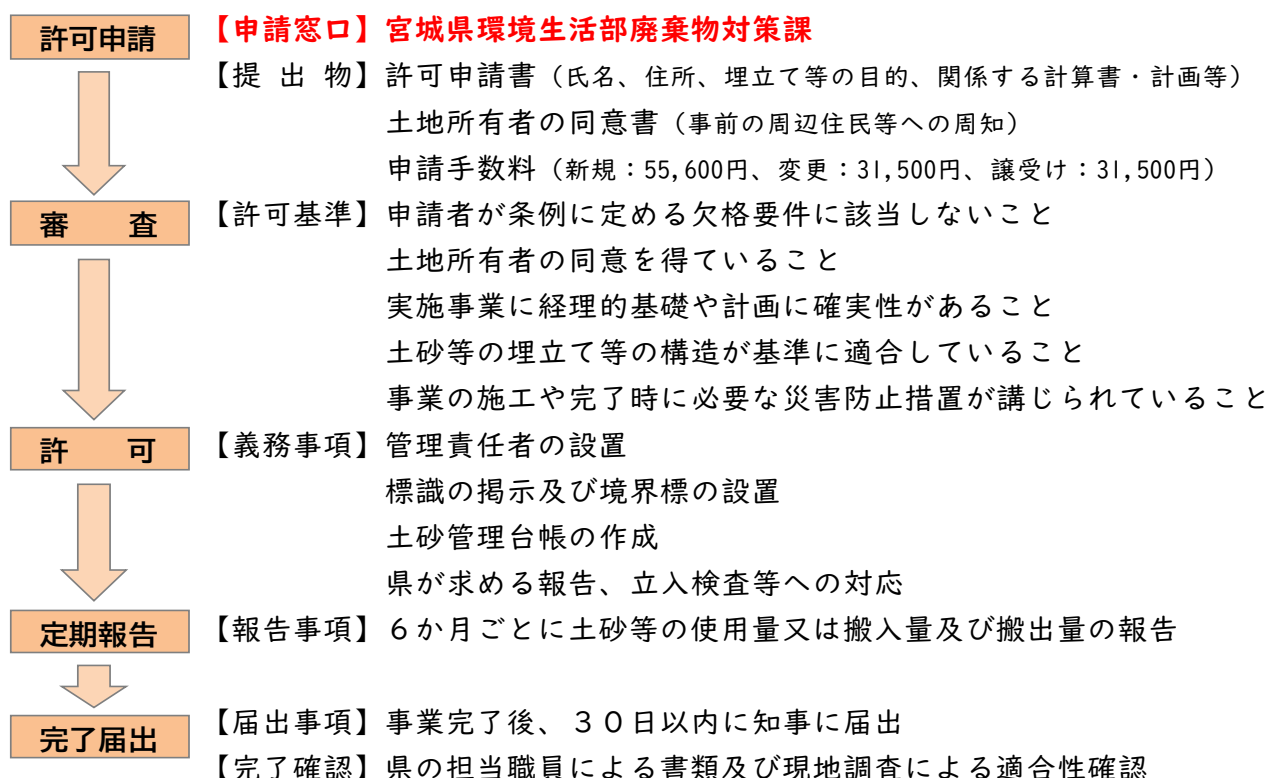 許可申請 【申請窓口】宮城県環境生活部廃棄物対策課
【提出物】許可申請書（氏名、住所、埋立て等の目的、関係する計算書・計画等）
土地所有者の同意書（事前の周辺住民等への周知）
申請手数料（新規：55,600円、変更：31,500円、譲受け：31,500円）
審査 【許可基準】申請者が条例に定める欠格要件に該当しないこと
土地所有者の同意を得ていること
実施事業に経理的基礎や計画に確実性があること
土砂等の埋立て等の構造が基準に適合していること
事業の施工や完了時に必要な災害防止措置が講じられていること
許可 【義務事項】管理責任者の設置
標識の掲示及び境界標の設置
土砂管理台帳の作成
県が求める報告、立入検査等への対応
定期報告 【報告事項】６か月ごとに土砂等の使用量又は搬入量及び搬出量の報告
完了届出 【届出事項】事業完了後、３０日以内に知事に届出
【完了確認】県の担当職員による書類及び現地調査による適合性確認